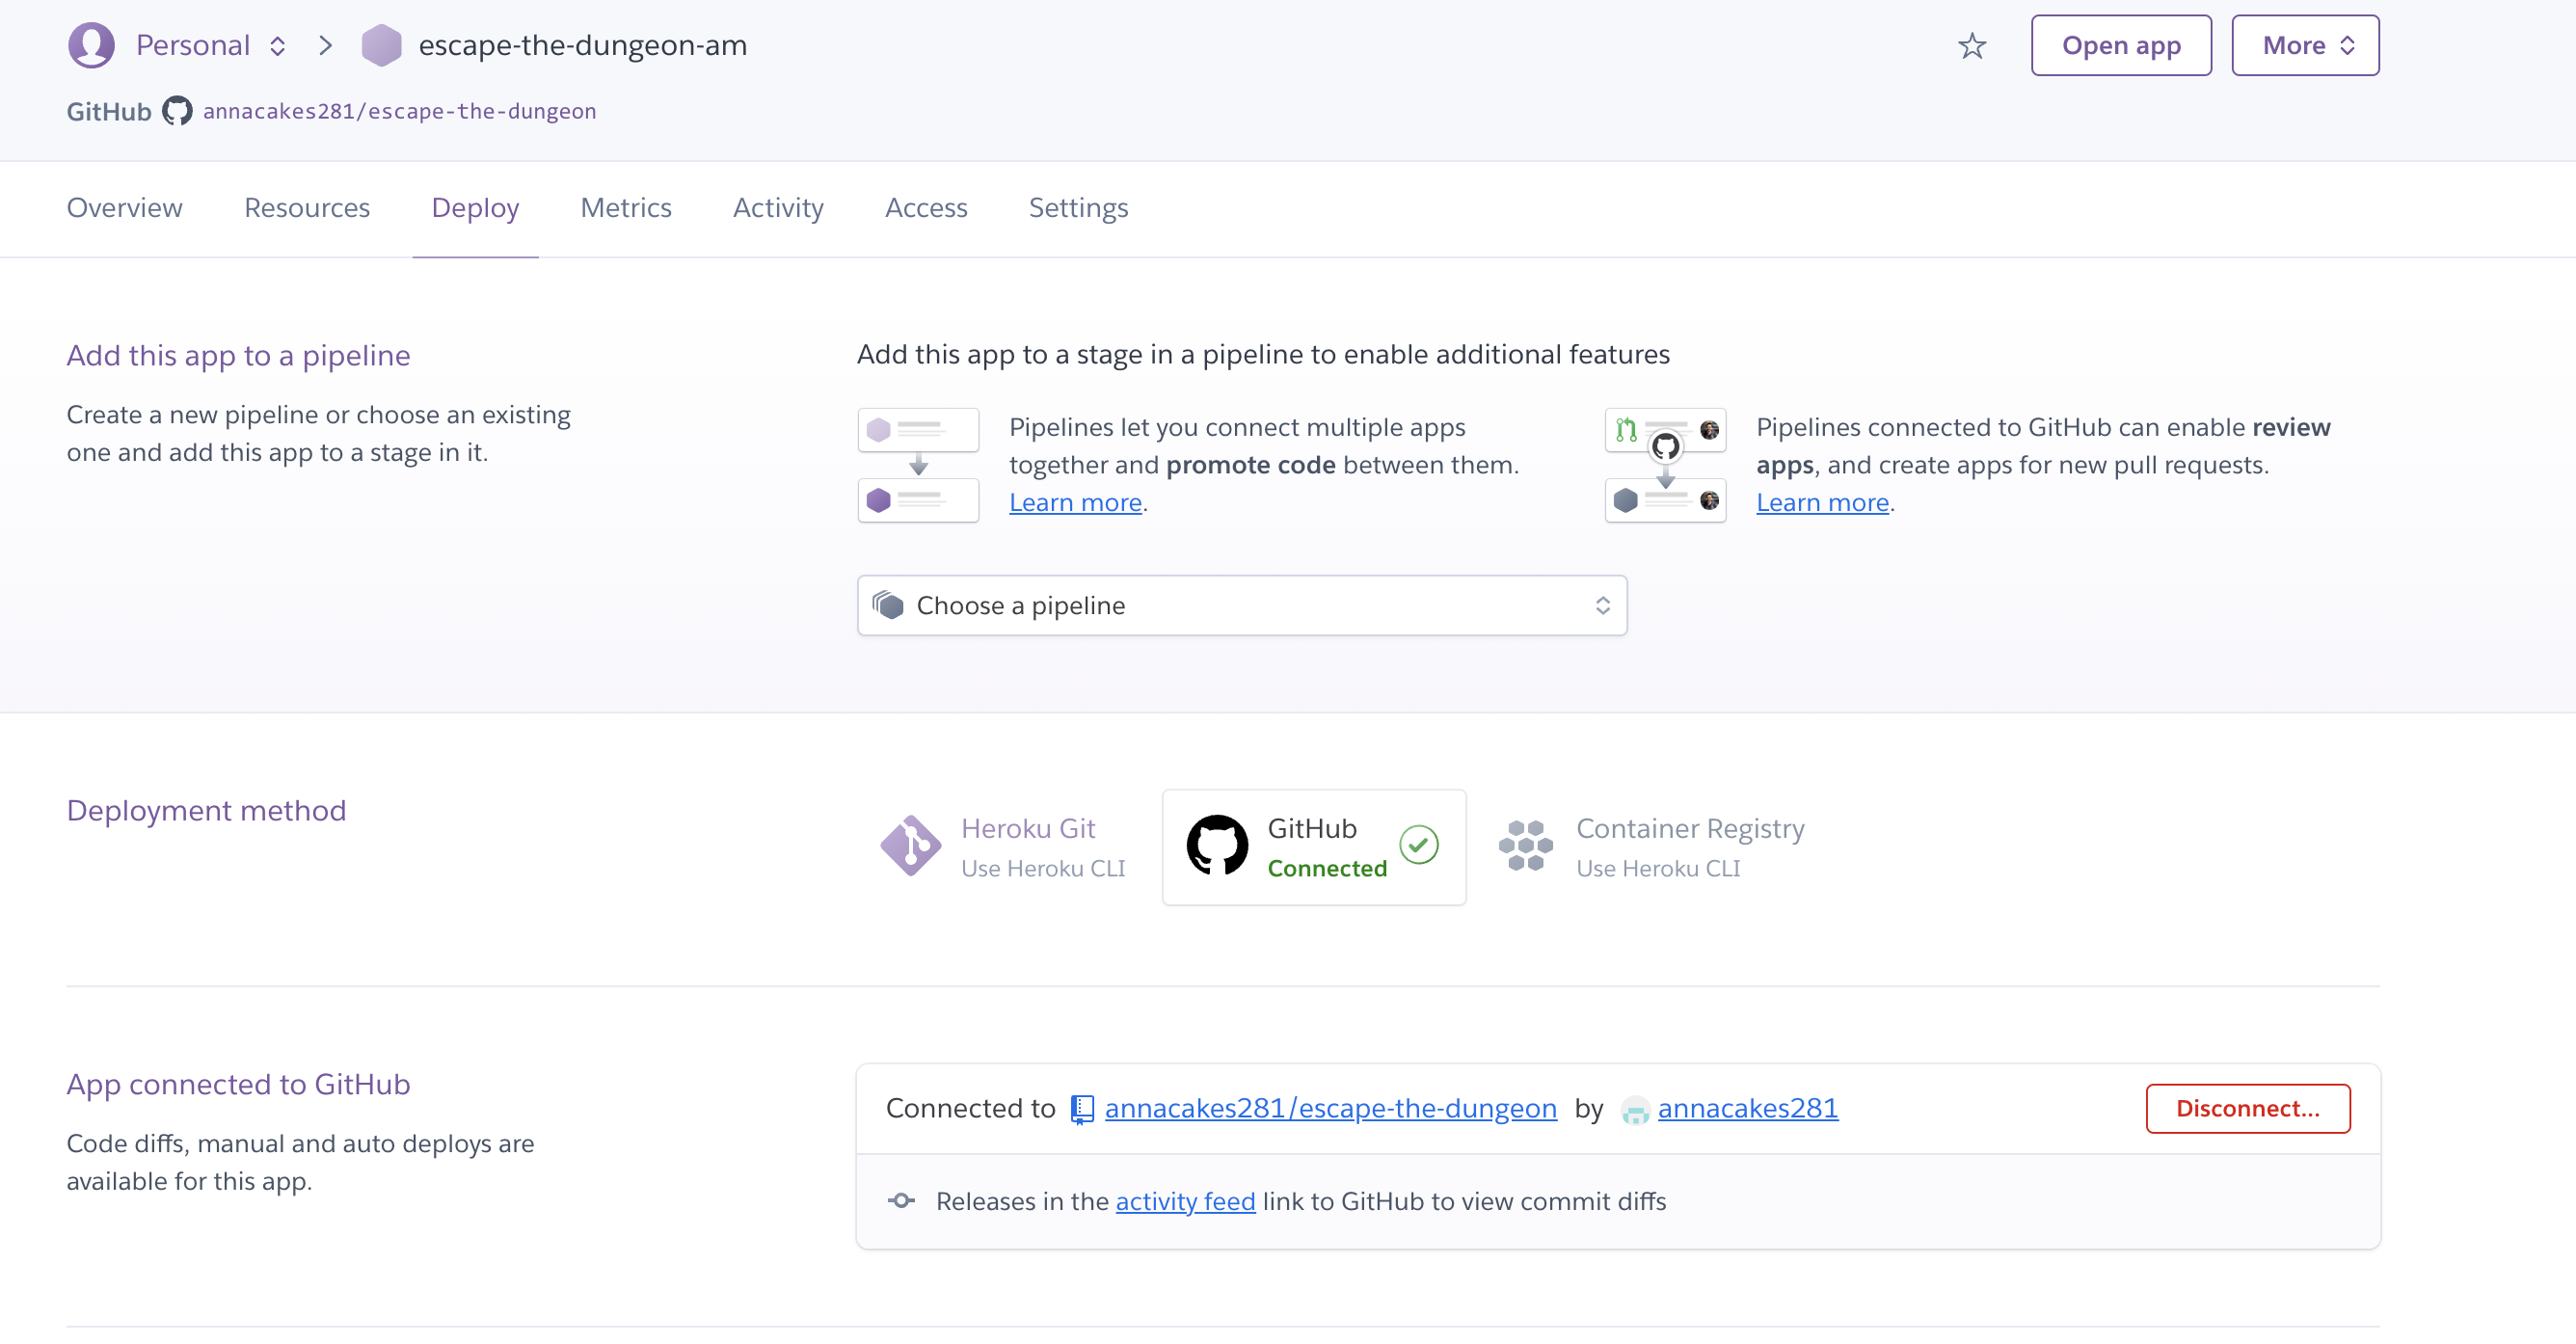 Personal escape-the-dungeon-am Open app More
GitHub annacakes281/escape-the-dungeon
Overview Resources Deploy Metrics Activity Access Settings
Add this app to a pipeline
Create a new pipeline or choose an existing
one and add this app to a stage in it.
Add this app to a stage in a pipeline to enable additional features
Pipelines let you connect multiple apps
together and promote code between them.
Learn more.
Pipelines connected to GitHub can enable review
apps, and create apps for new pull requests.
Learn more.
Choose a pipeline
Deployment method
Heroku Git
Use Heroku CLI
GitHub
Connected
Container Registry
Use Heroku CLI
App connected to GitHub
Code diffs, manual and auto deploys are
available for this app.
Connected to annacakes281/escape-the-dungeon by annacakes281 Disconnect...
Releases in the activity feed link to GitHub to view commit diffs